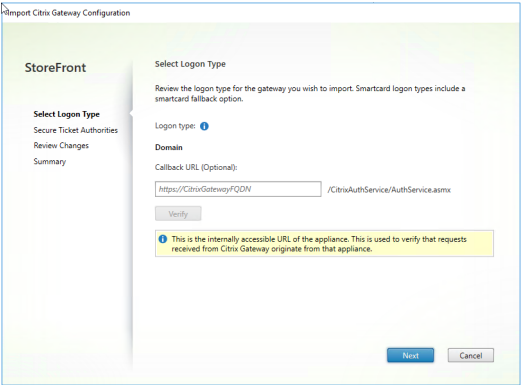 Import Citrix Gateway Configuration
StoreFront
Select Logon Type
Secure Ticket Authorities
Review Changes
Summary
Select Logon Type
Review the logon type for the gateway you wish to import. Smartcard logon types include a
smartcard fallback option.
Logon type:
Domain
Callback URL (Optional):
https://CitrixGatewayFQDN /CitrixAuthService/AuthService.asmx
Verify
This is the internally accessible URL of the appliance. This is used to verify that requests
received from Citrix Gateway originate from that appliance.
Next Cancel